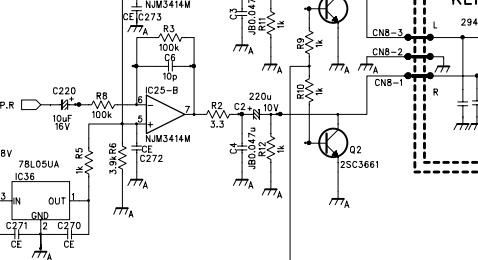 NJM3414M
CE C273
A
R3
100k
C6
10p
C3
JB0.047u
R11
1k
A
R9
1k
R10
1k
CN8-3
L
CN8-2
CN8-1
R
A
294
P.R
C220
10uF
16V
R8
100k
IC25-B
6
5
7
NJM3414M
R2
3.3
C2
220u
10V
C4
JB0.047u
R12
1k
A
A
Q2
2SC3661
A
8V
78L05UA
IC36
R5
1k
R6
3.9k
CE
C272
A
A
3
IN
OUT
1
GND
2
C271
CE
C270
CE
A